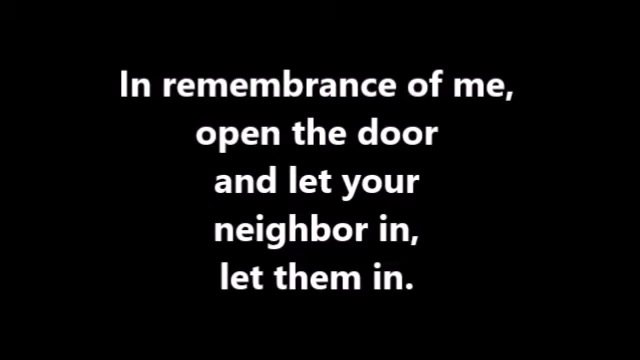 In remembrance of me,
open the door
and let your
neighbor in,
let them in.